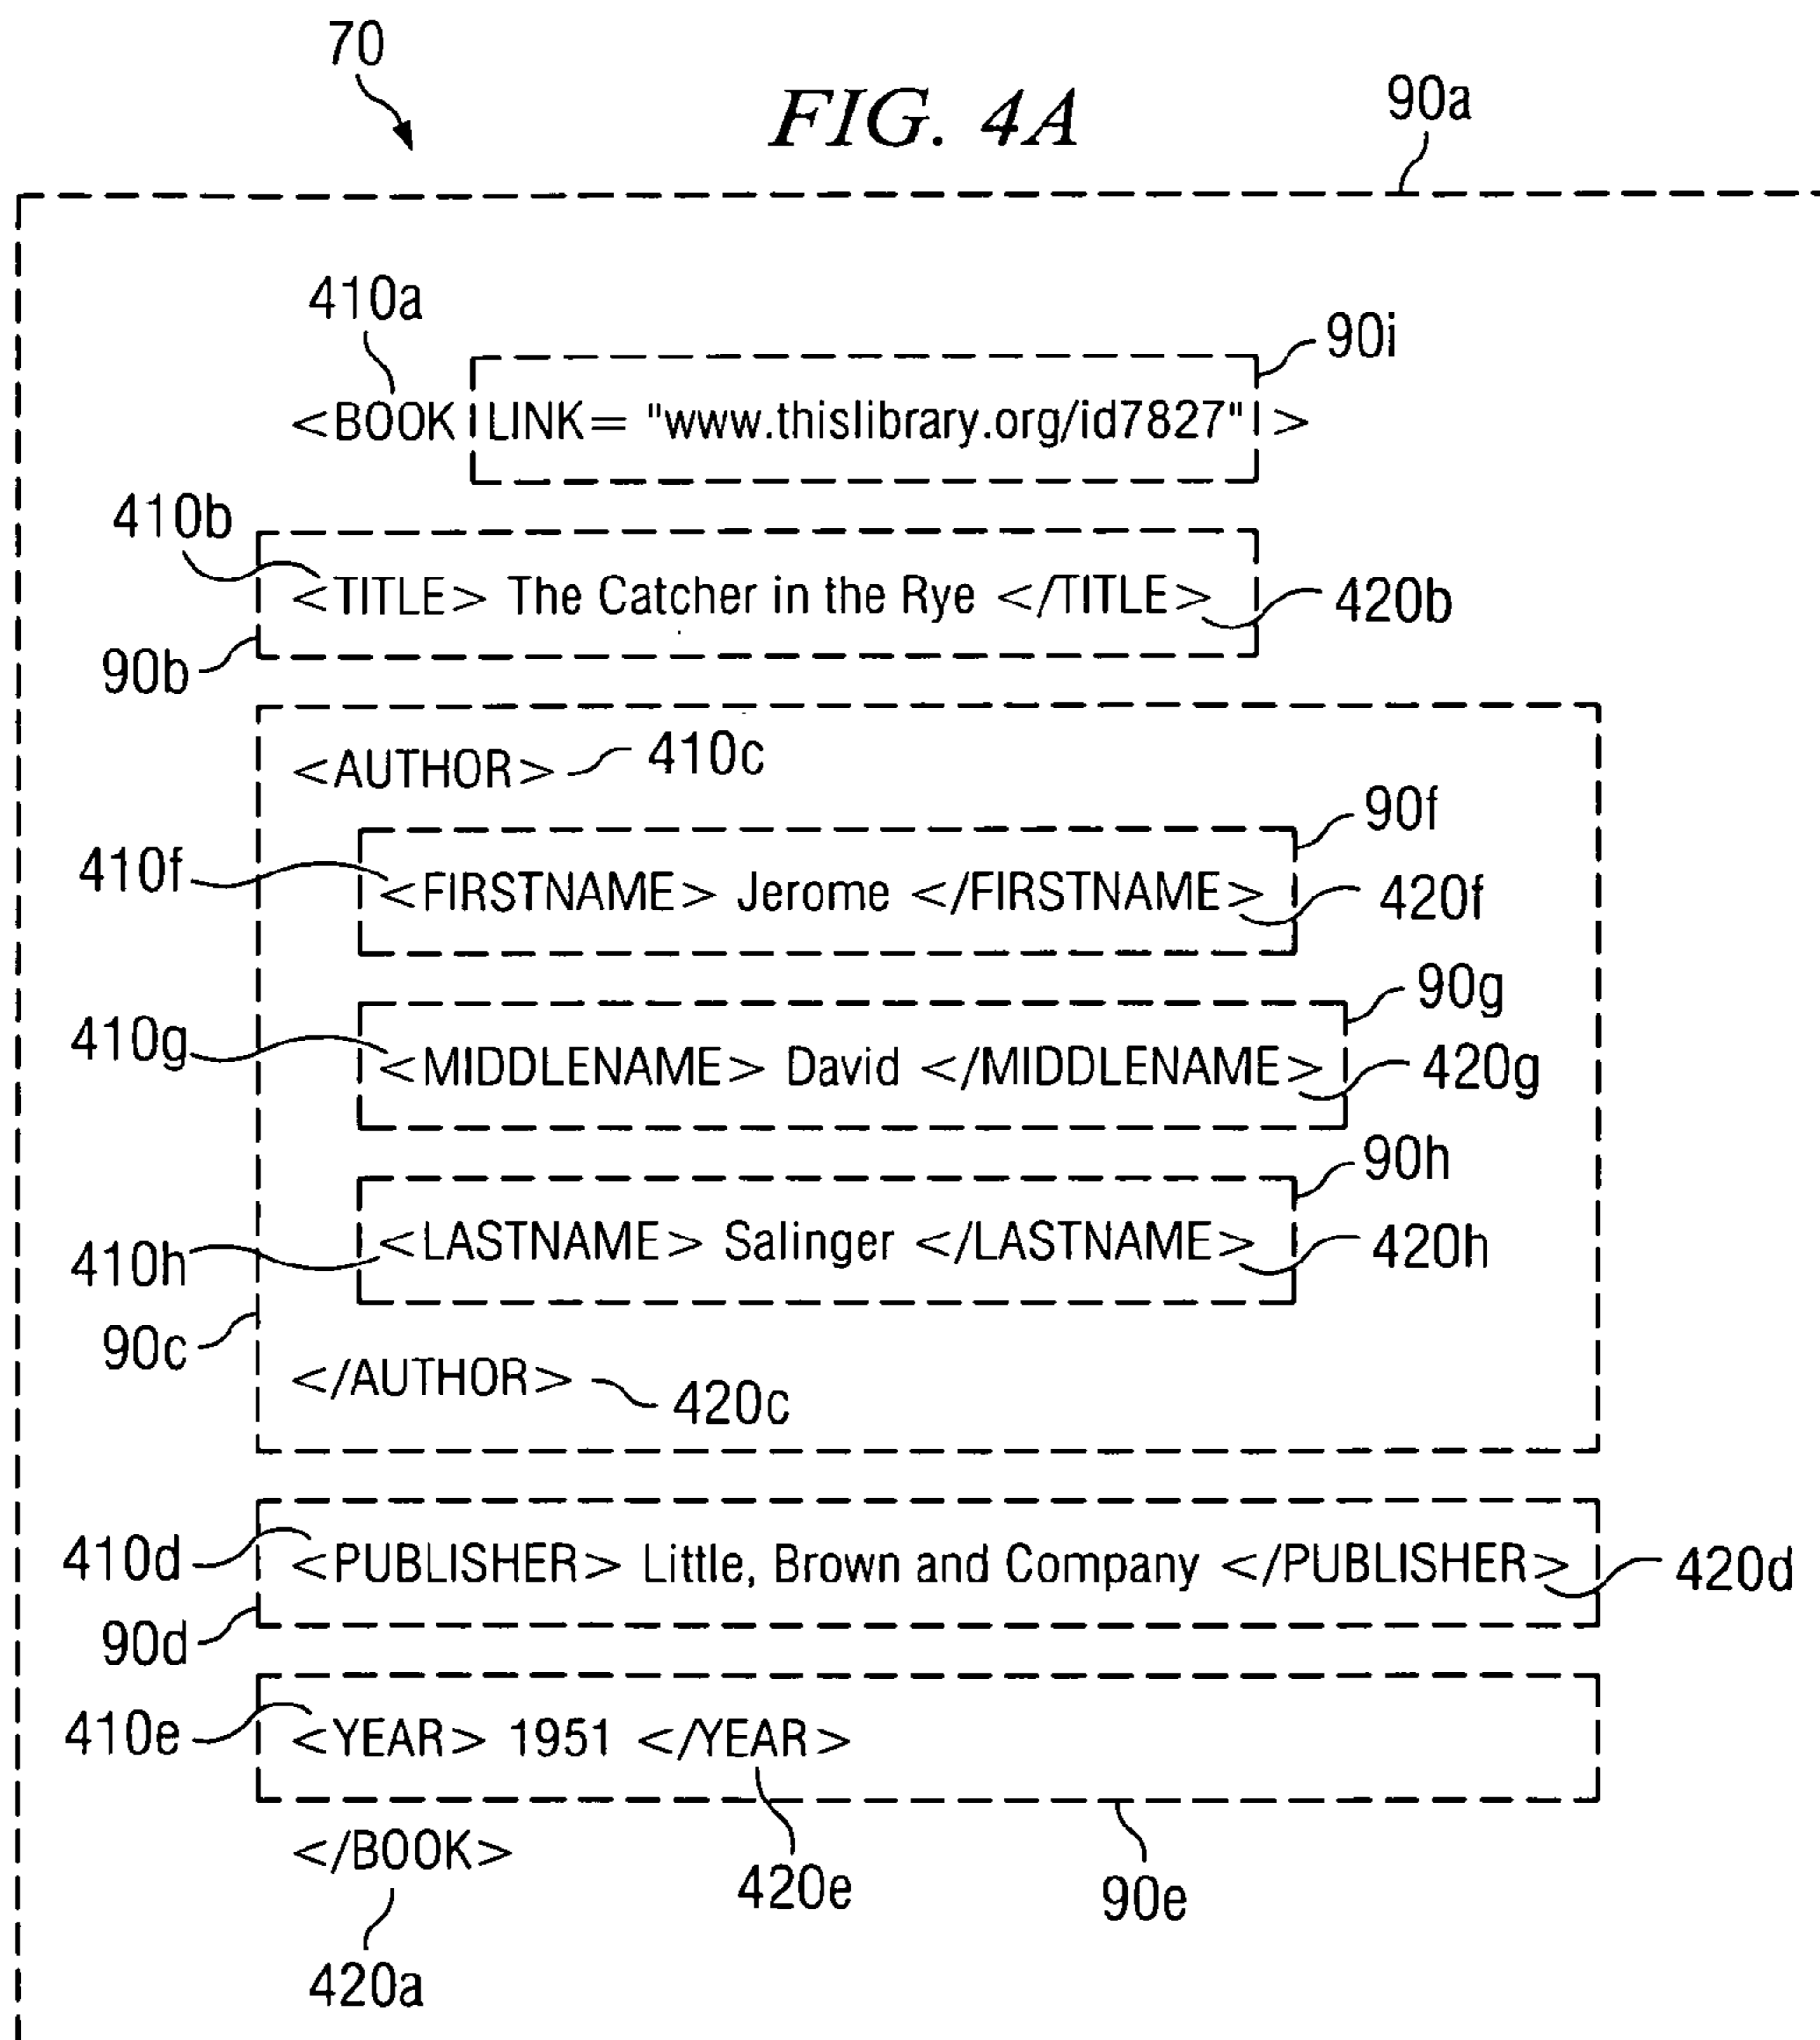 70
FIG. 4A
90a
410a
90i
<BOOK LINK= "www.thislibrary.org/id7827" >
410b
<TITLE> The Catcher in the Rye </TITLE>
420b
90b
<AUTHOR> 410c
90f
410f <FIRSTNAME> Jerome </FIRSTNAME> 420f
90g
410g <MIDDLENAME> David </MIDDLENAME> 420g
90h
410h <LASTNAME> Salinger </LASTNAME> 420h
90c
</AUTHOR> 420c
410d <PUBLISHER> Little, Brown and Company </PUBLISHER> 420d
90d
410e <YEAR> 1951 </YEAR>
</BOOK>
420e
90e
420a